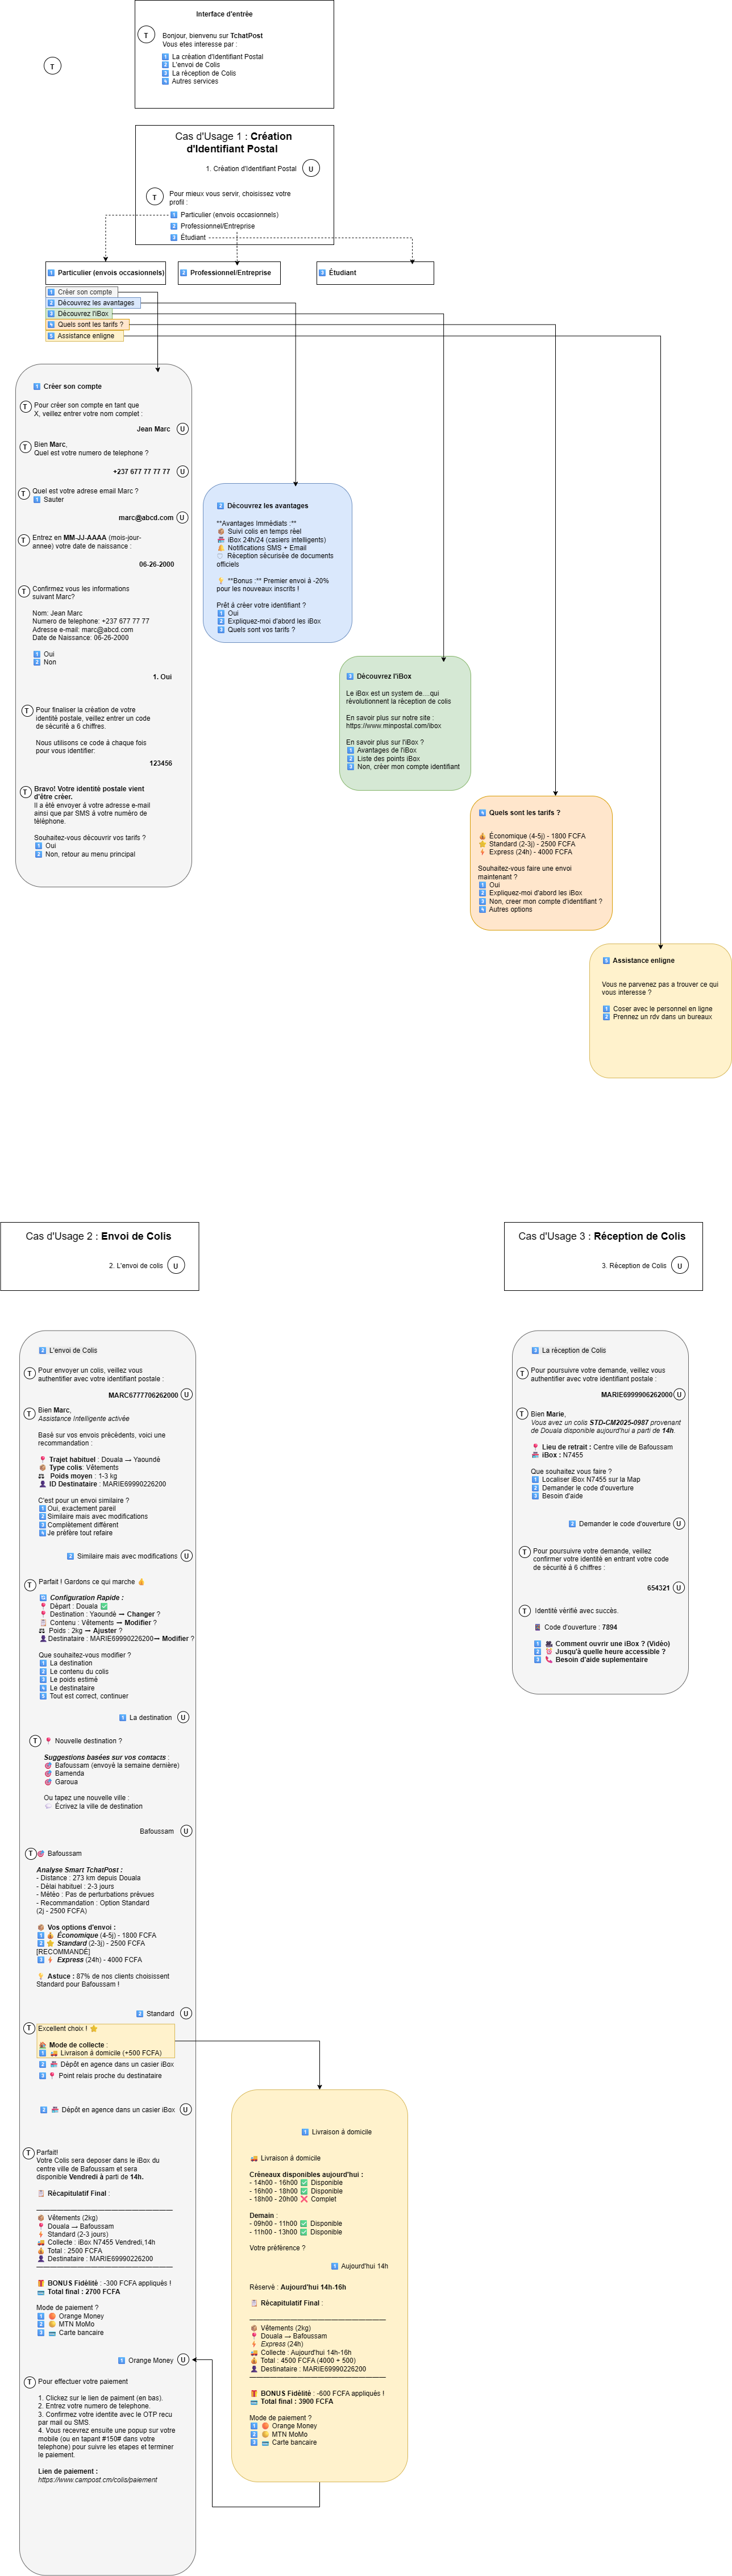 Interface d'entrée
T
Bonjour, bienvenu sur TchatPost
Vous etes interesse par :
1 La création d'Identifiant Postal
2 L'envoi de Colis
3 La réception de Colis
4 Autres services
T
Cas d'Usage 1 : Création
d'Identifiant Postal
1. Création d'Identifiant Postal
U
T
Pour mieux vous servir, choisissez votre
profil :
1 Particulier (envois occasionnels)
2 Professionnel/Entreprise
3 Étudiant
1 Particulier (envois occasionnels)
2 Professionnel/Entreprise
3 Étudiant
1 Créer son compte
2 Découvrez les avantages
3 Découvrez l'iBox
4 Quels sont les tarifs ?
5 Assistance enligne
1 Créer son compte
T
Pour créer son compte en tant que
X, veillez entrer votre nom complet :
Jean Marc U
T
Bien Marc,
Quel est votre numero de telephone ?
+237 677 77 77 77 U
T
Quel est votre adrese email Marc ?
1 Sauter
marc@abcd.com U
T
Entrez en MM-JJ-AAAA (mois-jour-
annee) votre date de naissance :
06-26-2000
T
Confirmez vous les informations
suivant Marc?
Nom: Jean Marc
Numero de telephone: +237 677 77 77
Adresse e-mail: marc@abcd.com
Date de Naissance: 06-26-2000
1 Oui
2 Non
1. Oui
T
Pour finaliser la création de votre
identité postale, veillez entrer un code
de sécurité a 6 chiffres.
Nous utilisons ce code á chaque fois
pour vous identifier:
123456
T
Bravo! Votre identité postale vient
d'être créer.
Il a été envoyer á votre adresse e-mail
ainsi que par SMS á votre numéro de
téléphone.
Souhaitez-vous découvrir vos tarifs ?
1 Oui
2 Non, retour au menu principal
2 Découvrez les avantages
**Avantages Immédiats :**
Suivi colis en temps réel
iBox 24h/24 (casiers intelligents)
Notifications SMS + Email
Réception sécurisée de documents
officiels
**Bonus :** Premier envoi à -20%
pour les nouveaux inscrits !
Prêt à créer votre identifiant ?
1 Oui
2 Expliquez-moi d'abord les iBox
3 Quels sont vos tarifs ?
3 Découvrez l'iBox
Le iBox est un system de....qui
révolutionnent la réception de colis
En savoir plus sur notre site :
https://www.minpostal.com/ibox
En savoir plus sur l'iBox ?
1 Avantages de l'iBox
2 Liste des points iBox
3 Non, créer mon compte identifiant
4 Quels sont les tarifs ?
Économique (4-5j) - 1800 FCFA
Standard (2-3j) - 2500 FCFA
Express (24h) - 4000 FCFA
Souhaitez-vous faire une envoi
maintenant ?
1 Oui
2 Expliquez-moi d'abord les iBox
3 Non, creer mon compte d'identifiant ?
4 Autres options
5 Assistance enligne
Vous ne parvenez pas a trouver ce qui
vous interesse ?
1 Coser avec le personnel en ligne
2 Prennez un rdv dans un bureaux
Cas d'Usage 2 : Envoi de Colis
2. L'envoi de colis U
2 L'envoi de Colis
T
Pour envoyer un colis, veillez vous
authentifier avec votre identifiant postale :
MARC6777706262000 U
T
Bien Marc,
Assistance Intelligente activée
Basé sur vos envois précédents, voici une
recommendation :
Trajet habituel : Douala → Yaoundé
Type colis: Vêtements
Poids moyen : 1-3 kg
ID Destinataire : MARIE69990226200
C'est pour un envoi similaire ?
1 Oui, exactement pareil
2 Similaire mais avec modifications
3 Complètement différent
4 Je préfère tout refaire
2 Similaire mais avec modifications U
T
Parfait ! Gardons ce qui marche
Configuration Rapide :
Départ : Douala
Destination : Yaoundé → Changer ?
Contenu : Vêtements → Modifier ?
Poids : 2kg → Ajuster ?
Destinataire : MARIE69990226200→ Modifier ?
Que souhaitez-vous modifier ?
1 La destination
2 Le contenu du colis
3 Le poids estimé
4 Le destinataire
5 Tout est correct, continuer
1 La destination U
T
Nouvelle destination ?
Suggestions basées sur vos contacts :
Bafoussam (envoyé la semaine dernière)
Bamenda
Garoua
Ou tapez une nouvelle ville :
Écrivez la ville de destination
Bafoussam U
T
Bafoussam
Analyse Smart TchatPost :
- Distance : 273 km depuis Douala
- Délai habituel : 2-3 jours
- Météo : Pas de perturbations prévues
- Recommandation : Option Standard
(2j - 2500 FCFA)
Vos options d'envoi :
1 Économique (4-5j) - 1800 FCFA
2 Standard (2-3j) - 2500 FCFA
[RECOMMANDÉ]
3 Express (24h) - 4000 FCFA
Astuce : 87% de nos clients choisissent
Standard pour Bafoussam !
2 Standard U
T
Excellent choix !
Mode de collecte :
1 Livraison à domicile (+500 FCFA)
2 Dépôt en agence dans un casier iBox
3 Point relais proche du destinataire
2 Dépôt en agence dans un casier iBox U
T
Parfait!
Votre Colis sera deposer dans le iBox du
centre ville de Bafoussam et sera
disponible Vendredi à parti de 14h.
Récapitulatif Final :
Vêtements (2kg)
Douala → Bafoussam
Standard (2-3 jours)
Collecte : iBox N7455 Vendredi,14h
Total : 2500 FCFA
Destinataire : MARIE69990226200
BONUS Fidélité : -300 FCFA appliqués !
Total final : 2700 FCFA
Mode de paiement ?
1 Orange Money
2 MTN MoMo
3 Carte bancaire
1 Orange Money U
T
Pour effectuer votre paiement
1. Clickez sur le lien de paiment (en bas).
2. Entrez votre numero de telephone.
3. Confirmez votre identite avec le OTP recu
par mail ou SMS.
4. Vous recevrez ensuite une popup sur votre
mobile (ou en tapant #150# dans votre
telephone) pour suivre les etapes et terminer
le paiement.
Lien de paiement :
https://www.campost.cm/colis/paiement
1 Livraison á domicile
Livraison à domicile
Créneaux disponibles aujourd'hui :
- 14h00 - 16h00 Disponible
- 16h00 - 18h00 Disponible
- 18h00 - 20h00 Complet
Demain :
- 09h00 - 11h00 Disponible
- 11h00 - 13h00 Disponible
Votre préférence ?
1 Aujourd'hui 14h
Réservé : Aujourd'hui 14h-16h
Récapitulatif Final :
Vêtements (2kg)
Douala → Bafoussam
Express (24h)
Collecte : Aujourd'hui 14h-16h
Total : 4500 FCFA (4000 + 500)
Destinataire : MARIE69990226200
BONUS Fidélité : -600 FCFA appliqués !
Total final : 3900 FCFA
Mode de paiement ?
1 Orange Money
2 MTN MoMo
3 Carte bancaire
Cas d'Usage 3 : Réception de Colis
3. Réception de Colis U
3 La réception de Colis
T
Pour poursuivre votre demande, veillez vous
authentifier avec votre identifiant postale :
MARIE6999906262000 U
T
Bien Marie,
Vous avez un colis STD-CM2025-0987 provenant
de Douala disponible aujourd'hui a parti de 14h.
Lieu de retrait : Centre ville de Bafoussam
iBox : N7455
Que souhaitez vous faire ?
1 Localiser iBox N7455 sur la Map
2 Demander le code d'ouverture
3 Besoin d'aide
2 Demander le code d'ouverture U
T
Pour poursuivre votre demande, veillez
confirmer votre identité en entrant votre code
de sécurité à 6 chiffres :
654321 U
T
Identité vérifié avec succès.
Code d'ouverture : 7894
1 Comment ouvrir une iBox ? (Vidéo)
2 Jusqu'à quelle heure accessible ?
3 Besoin d'aide suplementaire